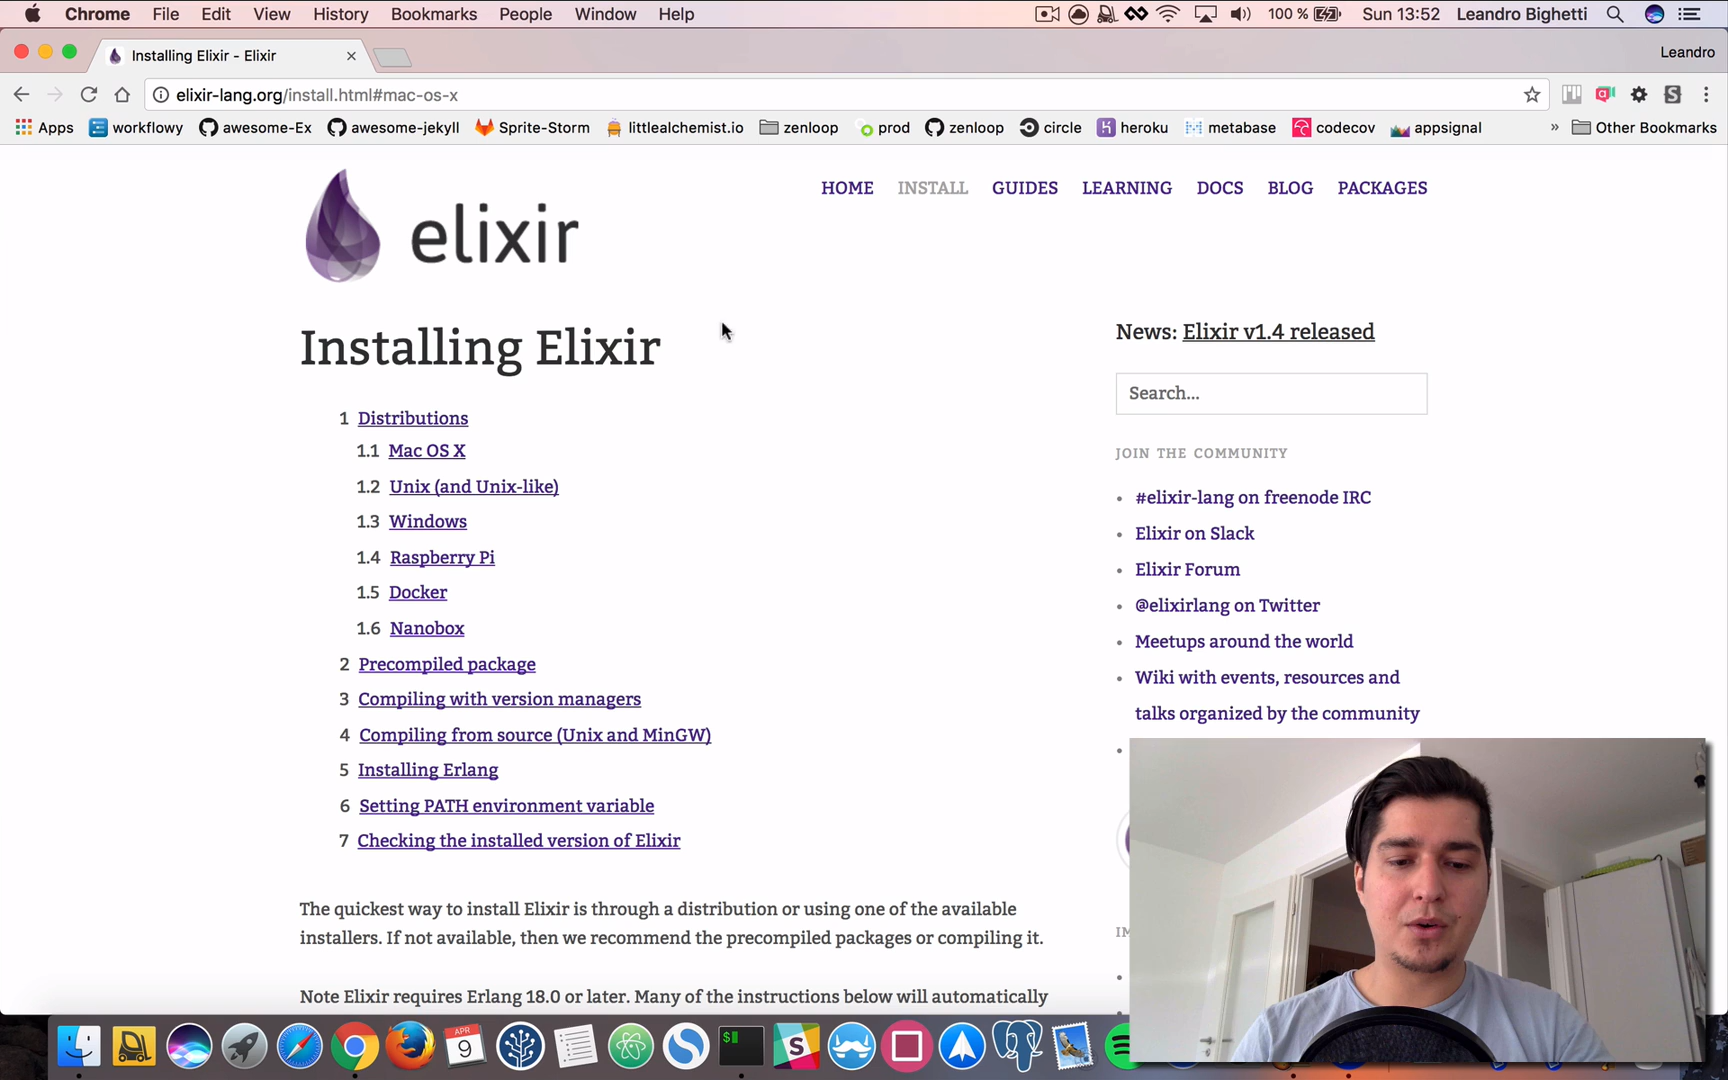 Chrome File Edit View History Bookmarks People Window Help 100 % Sun 13:52 Leandro Bighetti
Installing Elixir - Elixir Leandro
elixir-lang.org/install.html#mac-os-x
Apps workflowy awesome-Ex awesome-jekyll Sprite-Storm littlealchemist.io zenloop prod zenloop circle heroku metabase codecov appsignal » Other Bookmarks
elixir
HOME INSTALL GUIDES LEARNING DOCS BLOG PACKAGES
Installing Elixir
1 Distributions
1.1 Mac OS X
1.2 Unix (and Unix-like)
1.3 Windows
1.4 Raspberry Pi
1.5 Docker
1.6 Nanobox
2 Precompiled package
3 Compiling with version managers
4 Compiling from source (Unix and MinGW)
5 Installing Erlang
6 Setting PATH environment variable
7 Checking the installed version of Elixir
The quickest way to install Elixir is through a distribution or using one of the available
installers. If not available, then we recommend the precompiled packages or compiling it.
Note Elixir requires Erlang 18.0 or later. Many of the instructions below will automatically
News: Elixir v1.4 released
Search...
JOIN THE COMMUNITY
#elixir-lang on freenode IRC
Elixir on Slack
Elixir Forum
@elixirlang on Twitter
Meetups around the world
Wiki with events, resources and
talks organized by the community
APR
9